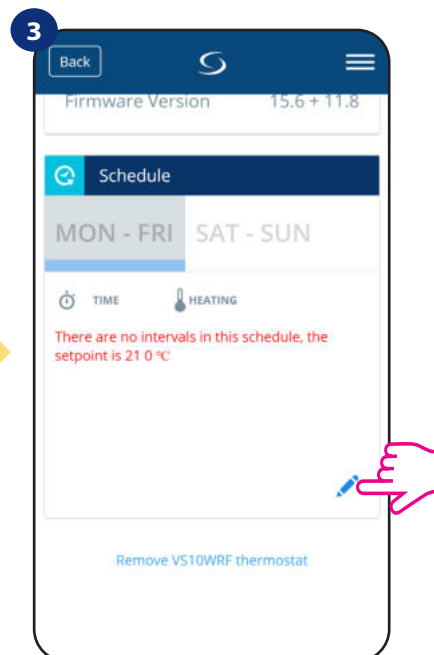 3
Back
Firmware Version 15.6 + 11.8
Schedule
MON - FRI SAT - SUN
TIME HEATING
There are no intervals in this schedule, the
setpoint is 21 0 °C
Remove VS10WRF thermostat